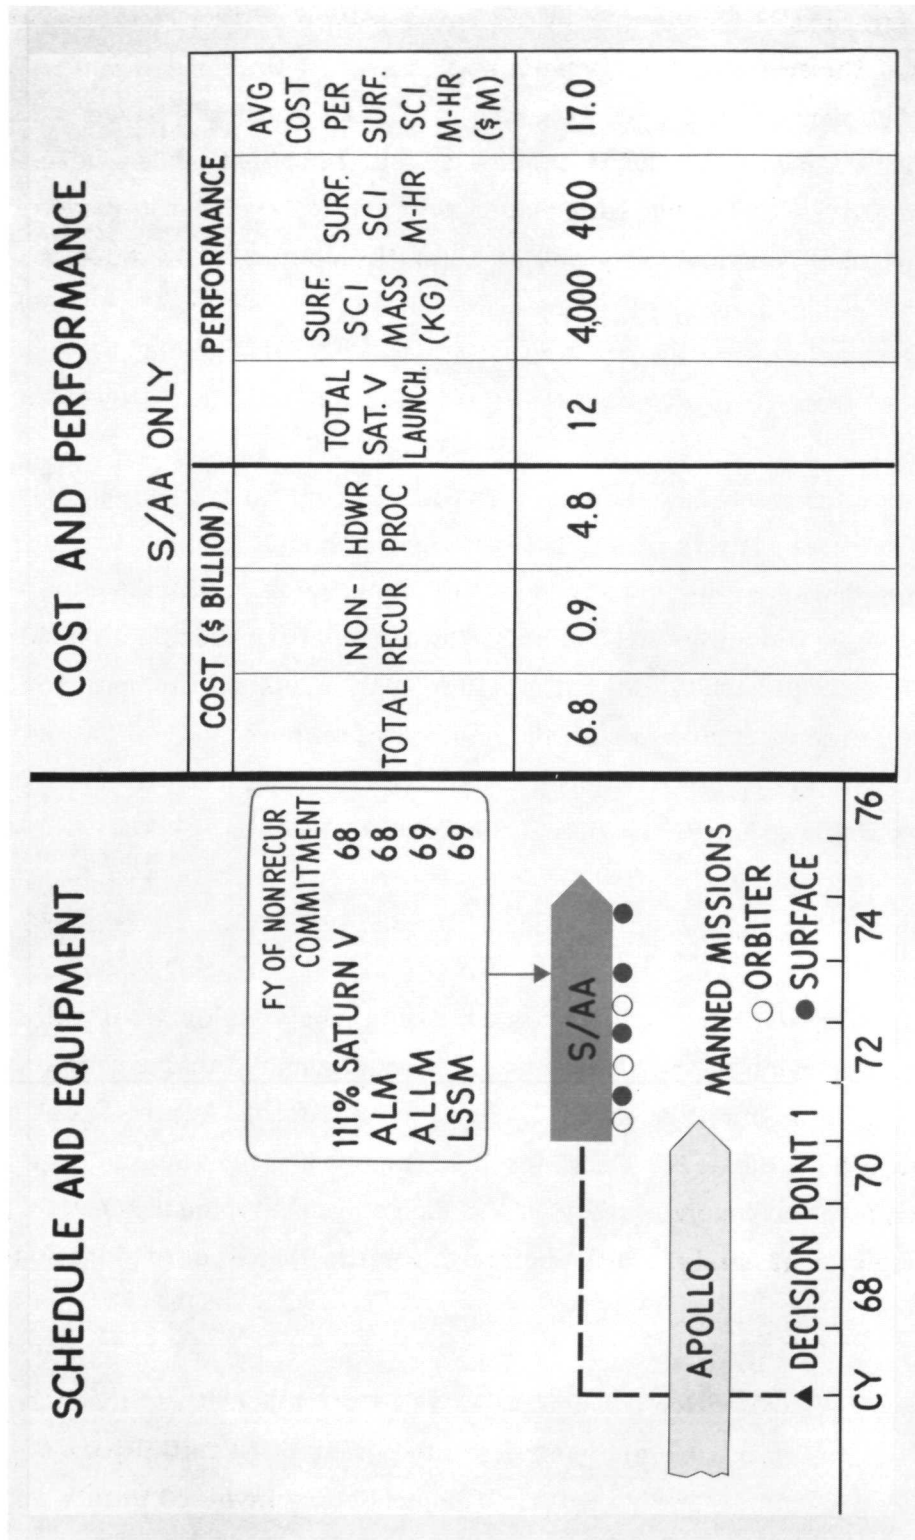 SCHEDULE AND EQUIPMENT
FY OF NONRECUR
COMMITMENT
111% SATURN V 68
ALM 68
ALLM 69
LSSM 69
S/AA
APOLLO
MANNED MISSIONS
ORBITER
SURFACE
DECISION POINT 1
CY 68 70 72 74 76
COST AND PERFORMANCE
S/AA ONLY
COST ($ BILLION) PERFORMANCE
TOTAL
NON-
RECUR
HDWR
PROC
TOTAL
SAT. V
LAUNCH.
SURF.
SCI
MASS
(KG)
SURF.
SCI
M-HR
AVG
COST
PER
SURF.
SCI
M-HR
($M)
6.8 0.9 4.8 12 4,000 400 17.0